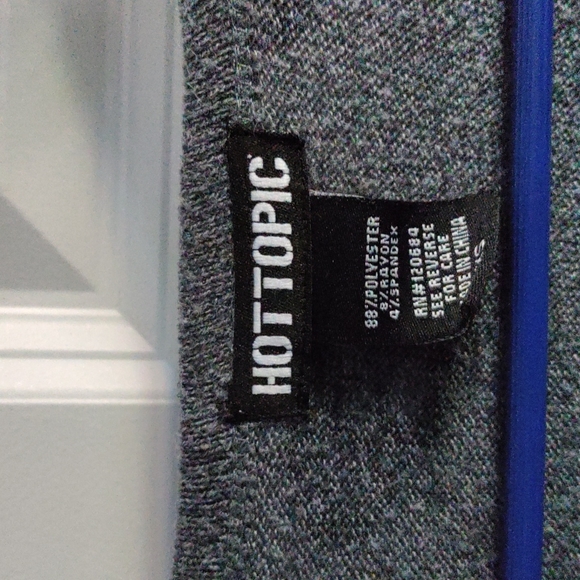 HOTTOPIC
88%POLYESTER
8%RAYON
4%SPANDEX
RN#120684
SEE REVERSE
FOR CARE
MADE IN CHINA